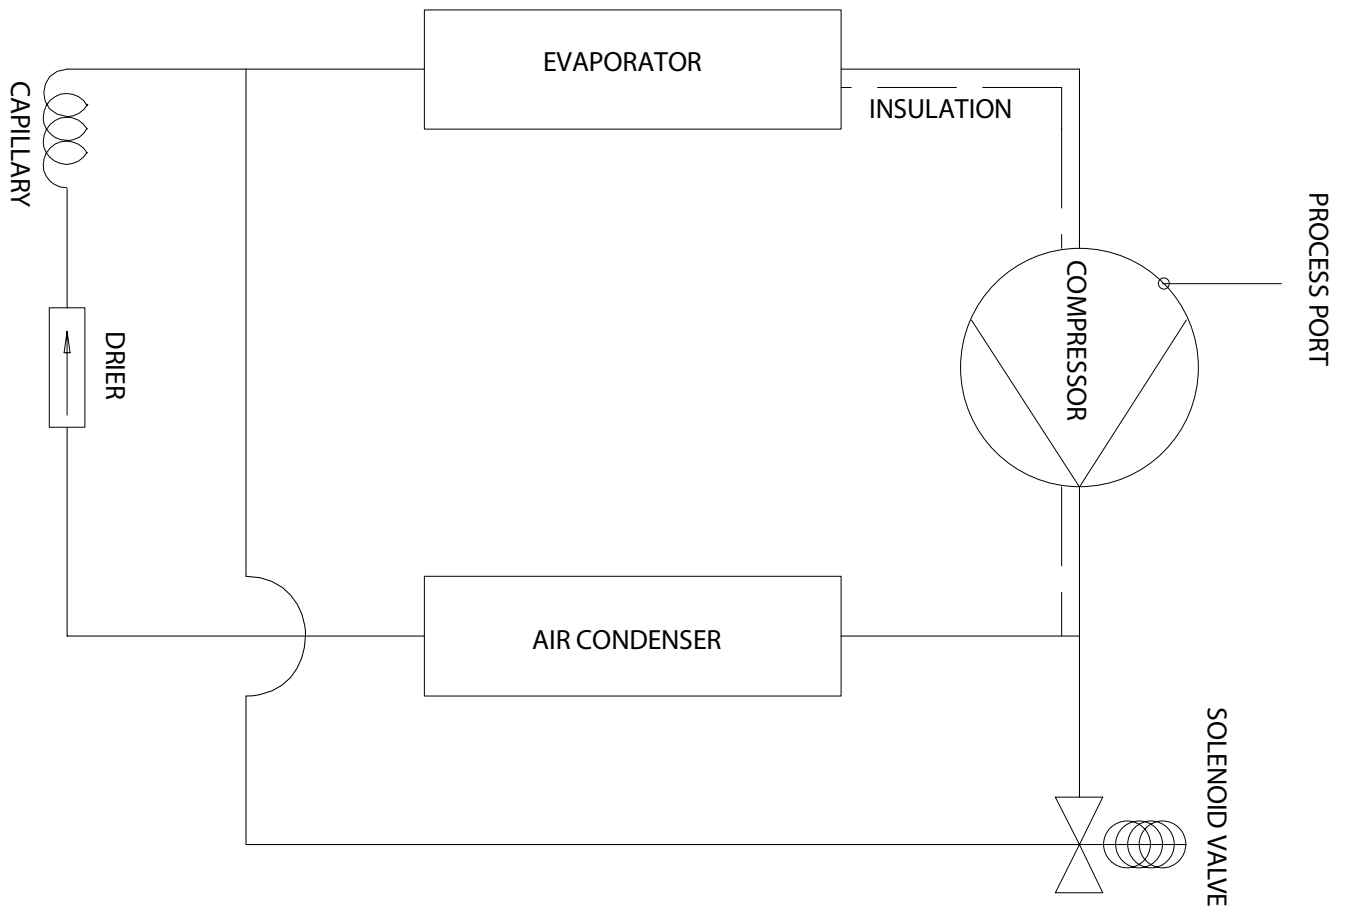 EVAPORATOR
INSULATION
CAPILLARY
PROCESS PORT
COMPRESSOR
DRIER
AIR CONDENSER
SOLENOID VALVE